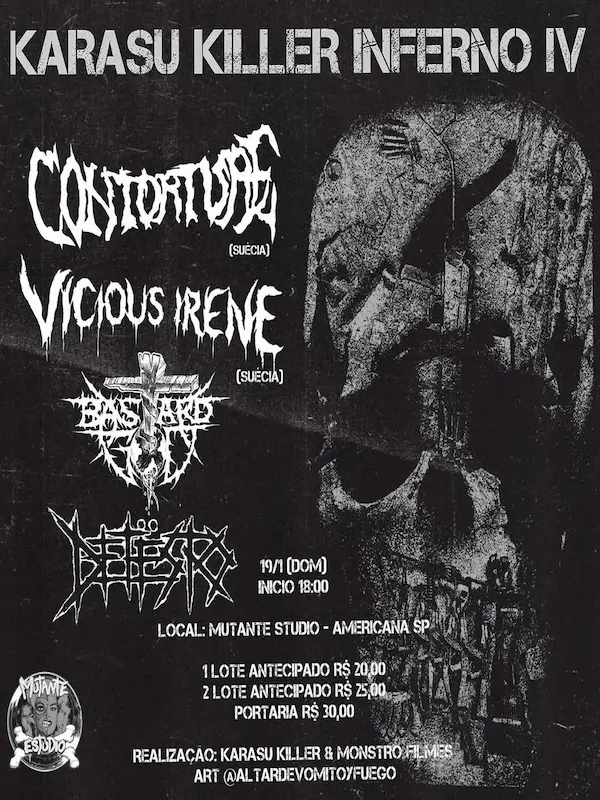 KARASU KILLER INFERNO IV
CONTORTURE
(SUÉCIA)
VICIOUS IRENE
(SUÉCIA)
BASTARD
GOD
DETËSTO
19/1 (DOM)
INICIO 18:00
LOCAL: MUTANTE STUDIO - AMERICANA SP
1 LOTE ANTECIPADO R$ 20,00
2 LOTE ANTECIPADO R$ 25,00
PORTARIA R$ 30,00
MUTANTE
ESTÚDIO
REALIZAÇÃO: KARASU KILLER & MONSTRO FILMES
ART @ALTARDEVOMITOYFUEGO